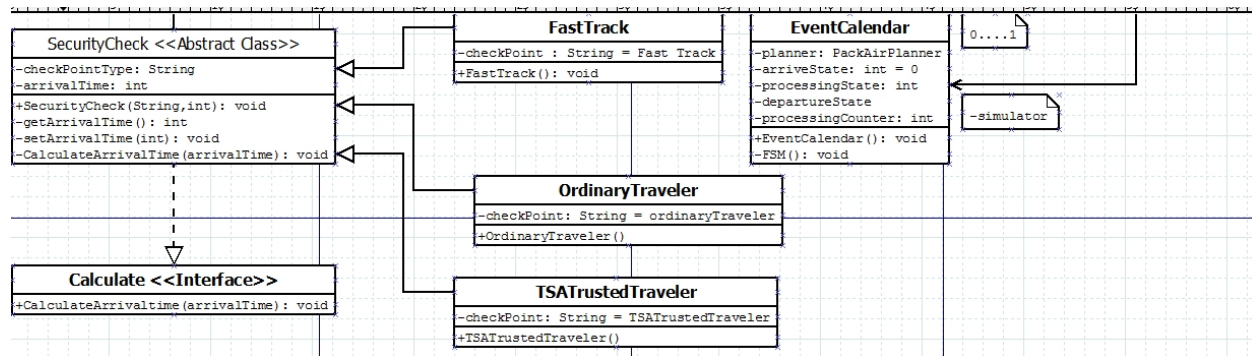 SecurityCheck <<Abstract Class>>
-checkPointType: String
-arrivalTime: int
+SecurityCheck(String,int): void
-getArrivalTime(): int
-setArrivalTime(int): void
-CalculateArrivalTime(arrivalTime): void
Calculate <<Interface>>
+CalculateArrivaltime(arrivalTime): void
FastTrack
-checkPoint : String = Fast Track
+FastTrack(): void
OrdinaryTraveler
-checkPoint: String = ordinaryTraveler
+OrdinaryTraveler()
TSATrustedTraveler
-checkPoint: String = TSATrustedTraveler
+TSATrustedTraveler()
EventCalendar
-planner: PackAirPlanner
-arriveState: int = 0
-processingState: int
-departureState
-processingCounter: int
+EventCalendar(): void
-FSM(): void
0....1
-simulator